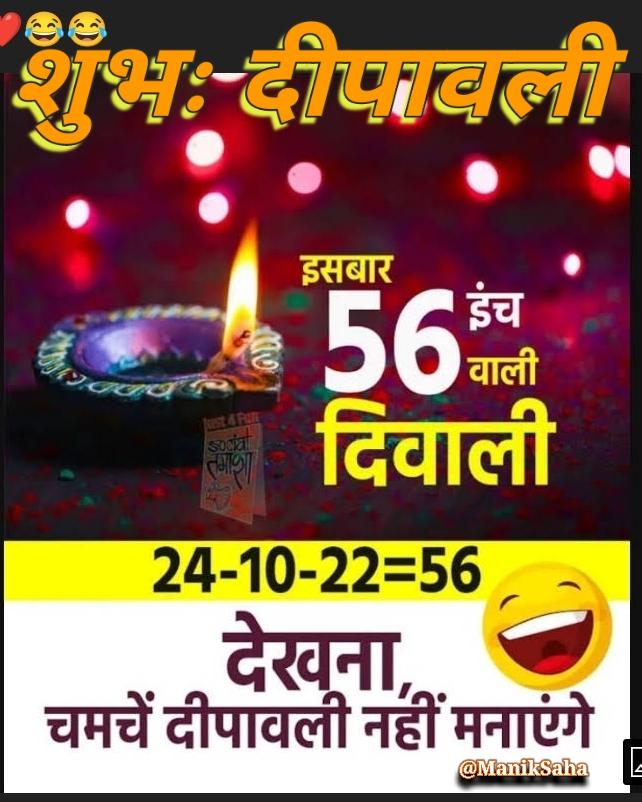 शुभः दीपावली
इसबार
56 इंच
वाली
दिवाली
Just 4 Fun
social
तमाशा
24-10-22=56
देखना,
चमचें दीपावली नहीं मनाएंगे
@ManikSaha